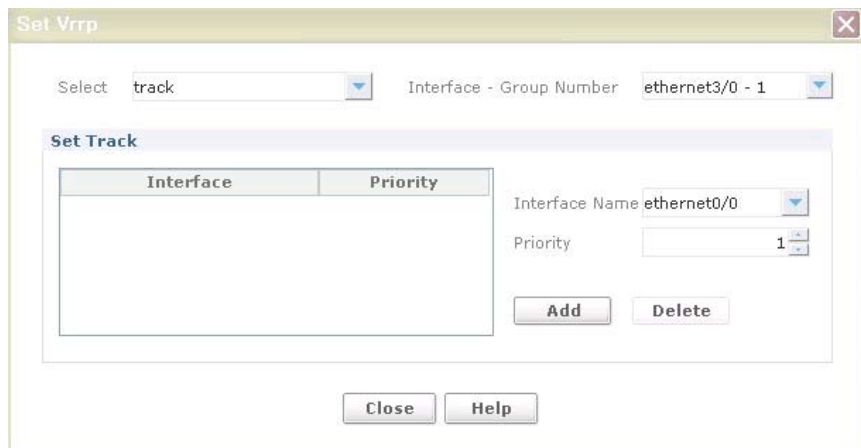 Set Vrrp
Select track Interface - Group Number ethernet3/0 - 1
Set Track
Interface Priority
Interface Name ethernet0/0
Priority 1
Add Delete
Close Help